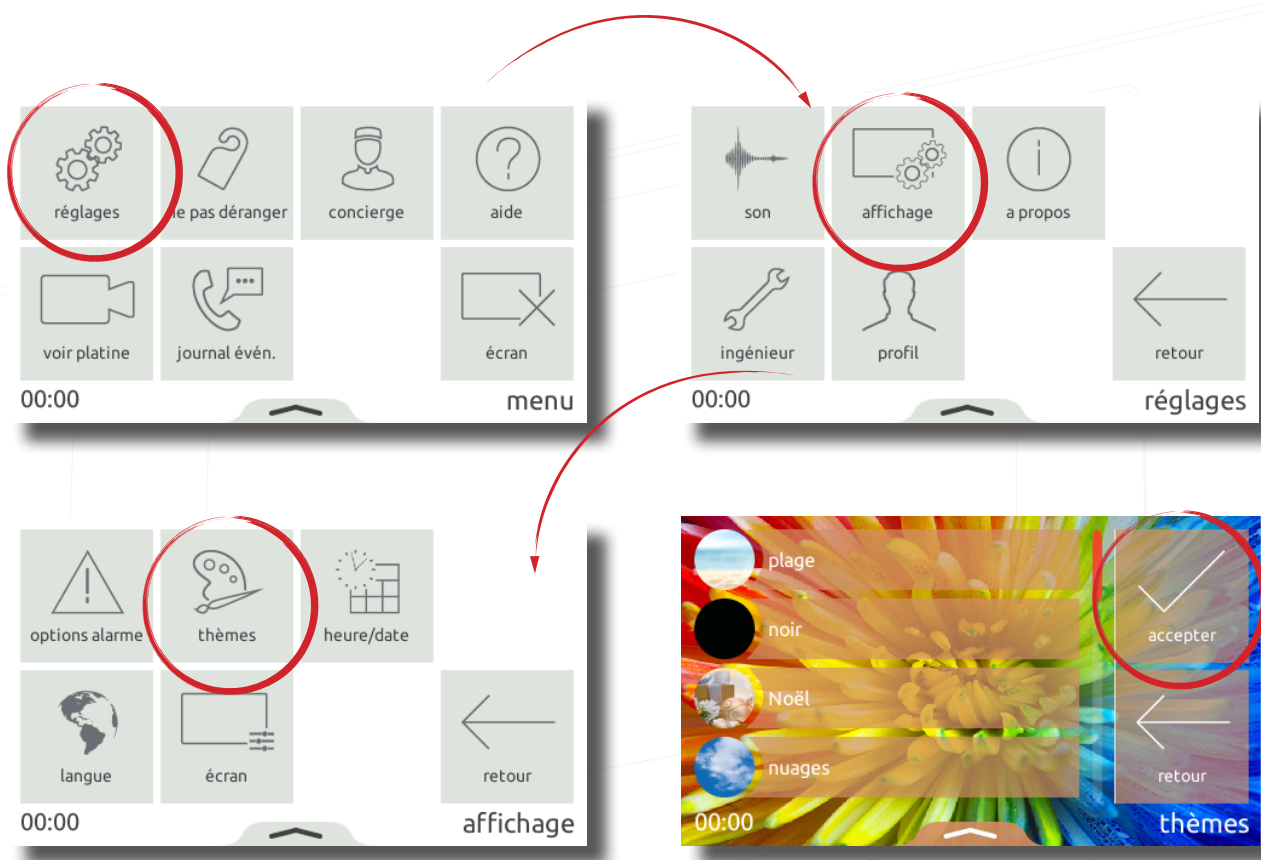 réglages
le pas déranger
concierge
aide
voir platine
journal évén.
écran
00:00
menu
son
affichage
a propos
ingénieur
profil
retour
00:00
réglages
options alarme
thèmes
heure/date
langue
écran
retour
00:00
affichage
plage
noir
Noël
nuages
accepter
retour
00:00
thèmes